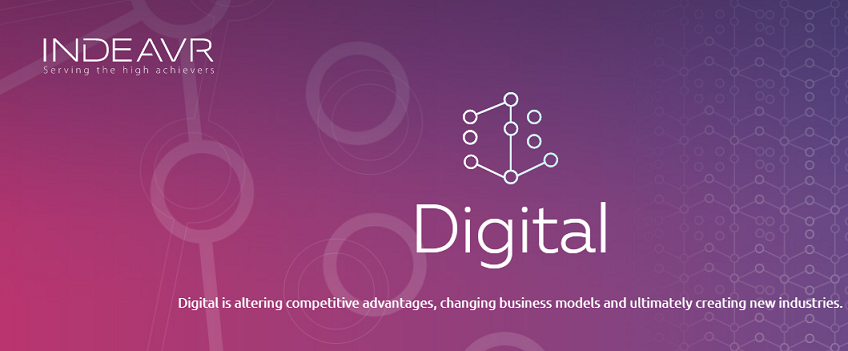 INDEAVR
Serving the high achievers
Digital
Digital is altering competitive advantages, changing business models and ultimately creating new industries.